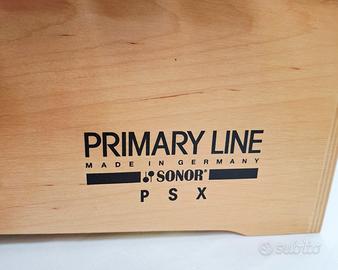 PRIMARY LINE
MADE IN GERMANY
SONOR®
PSX
subito